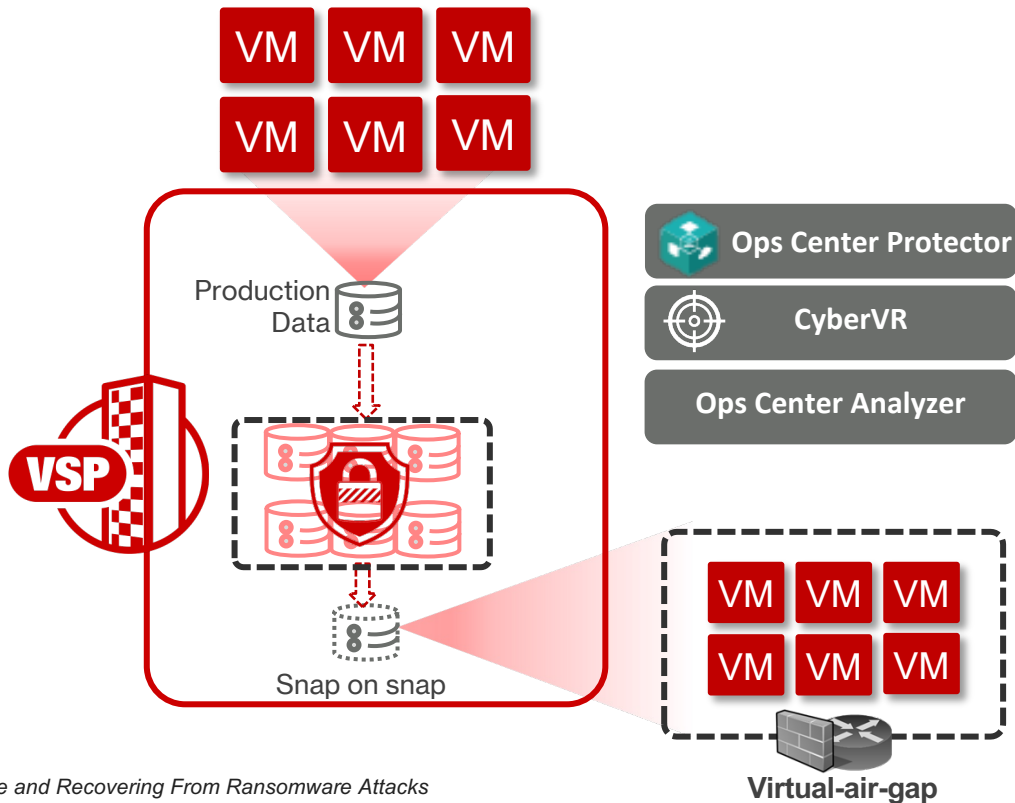 VM VM VM
VM VM VM
Production
Data
Ops Center Protector
CyberVR
Ops Center Analyzer
VSP
Snap on snap
VM VM VM
VM VM VM
Virtual-air-gap
e and Recovering From Ransomware Attacks